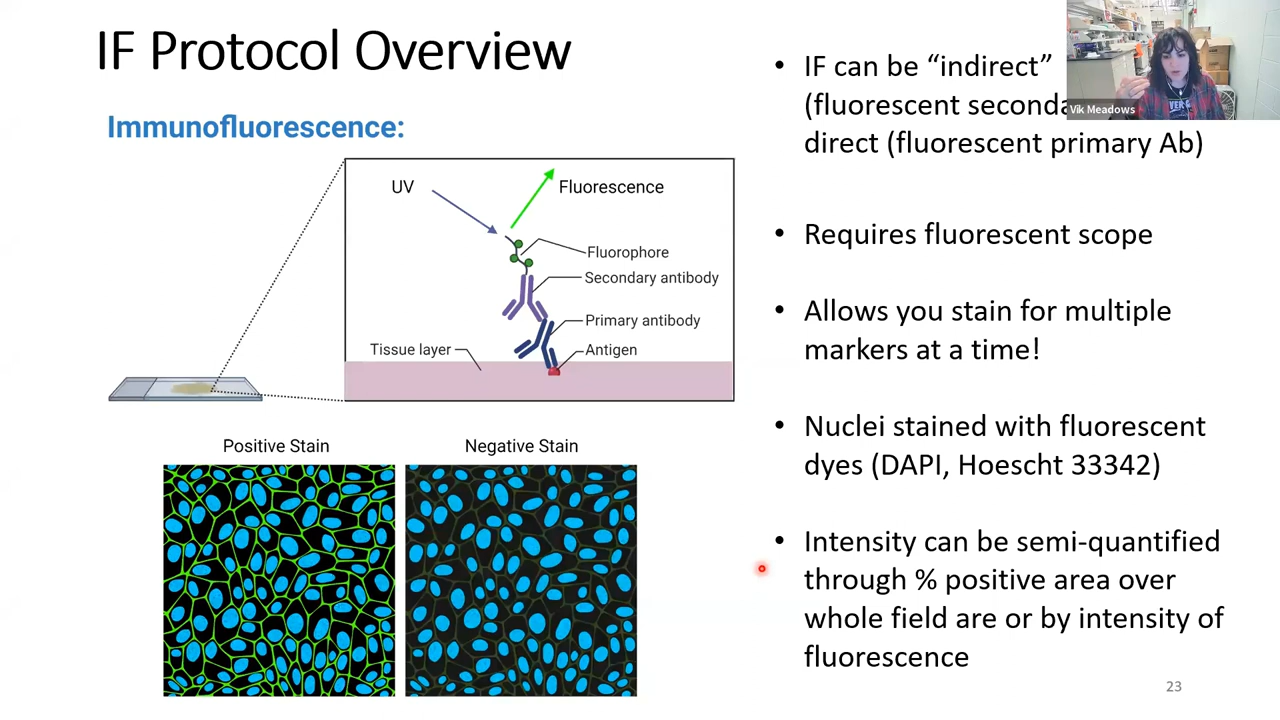 IF Protocol Overview
Immunofluorescence:
UV
Fluorescence
Fluorophore
Secondary antibody
Primary antibody
Tissue layer
Antigen
Positive Stain
Negative Stain
• IF can be “indirect”
(fluorescent
direct (fluorescent primary Ab)
• Requires fluorescent scope
• Allows you stain for multiple
markers at a time!
• Nuclei stained with fluorescent
dyes (DAPI, Hoescht 33342)
• Intensity can be semi-quantified
through % positive area over
whole field are or by intensity of
fluorescence
Vik Meadows
23